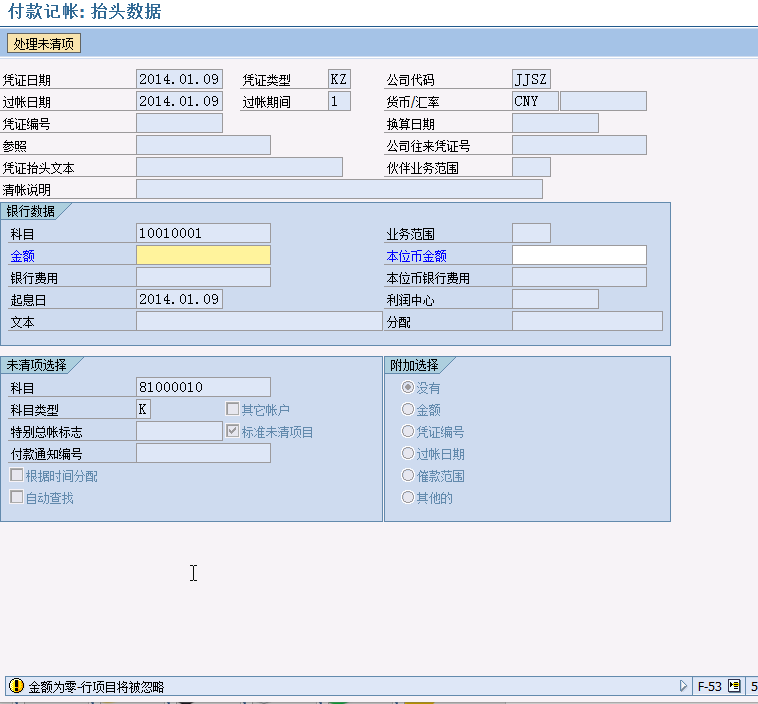 付款记帐: 抬头数据
处理未清项
凭证日期 2014.01.09 凭证类型 KZ 公司代码 JJSZ
过帐日期 2014.01.09 过帐期间 1 货币/汇率 CNY
凭证编号 换算日期
参照 公司往来凭证号
凭证抬头文本 伙伴业务范围
清帐说明
银行数据
科目 10010001 业务范围
金额 本位币金额
银行费用 本位币银行费用
起息日 2014.01.09 利润中心
文本 分配
未清项选择 附加选择
科目 81000010 没有
科目类型 K 其它帐户 金额
特别总帐标志 标准未清项目 凭证编号
付款通知编号 过帐日期
根据时间分配 催款范围
自动查找 其他的
金额为零-行项目将被忽略 F-53 5